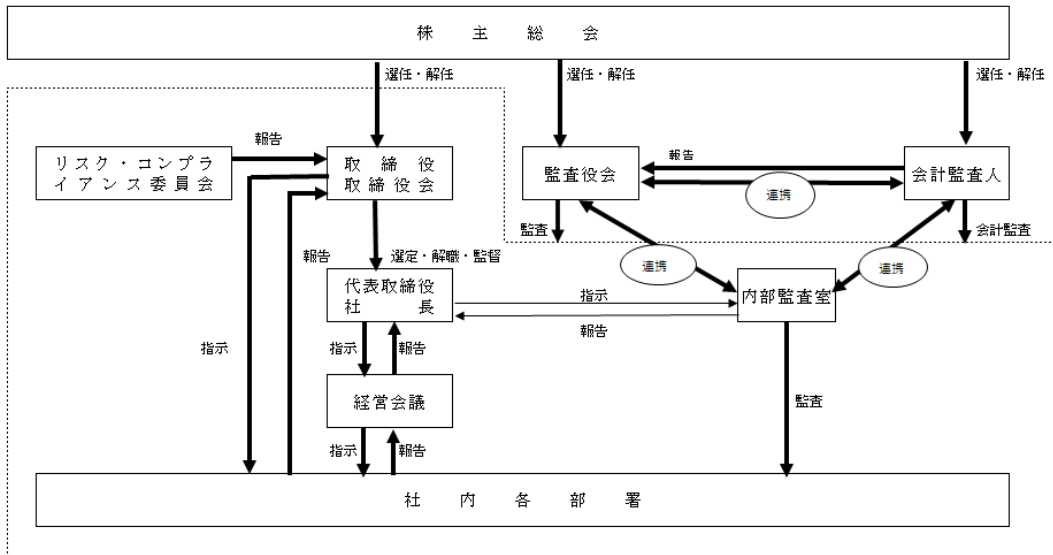 株主総会
選任・解任
選任・解任
選任・解任
報告
リスク・コンプラ
イアンス委員会
取締役
取締役会
監査役会
報告
連携
会計監査人
監査
会計監査
報告
選定・解職・監督
連携
連携
代表取締役
社長
指示
報告
内部監査室
指示
指示
報告
経営会議
監査
指示
報告
社内各部署